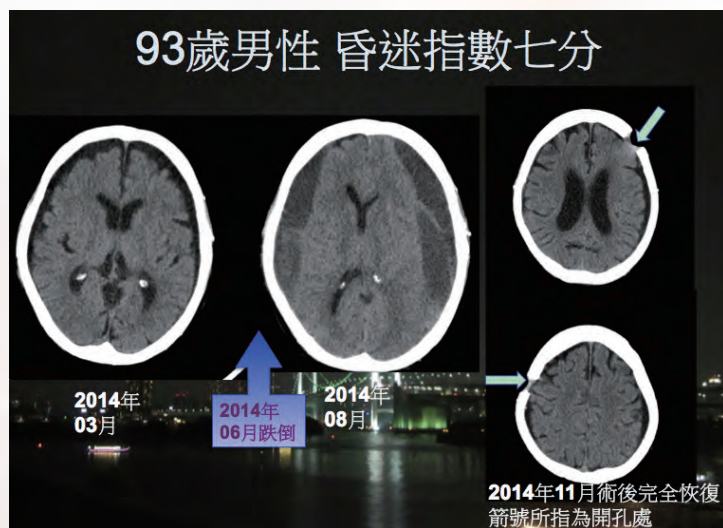 93歲男性 昏迷指數七分
2014年
03月
2014年
06月跌倒
2014年
08月
2014年11月術後完全恢復
箭號所指為開孔處